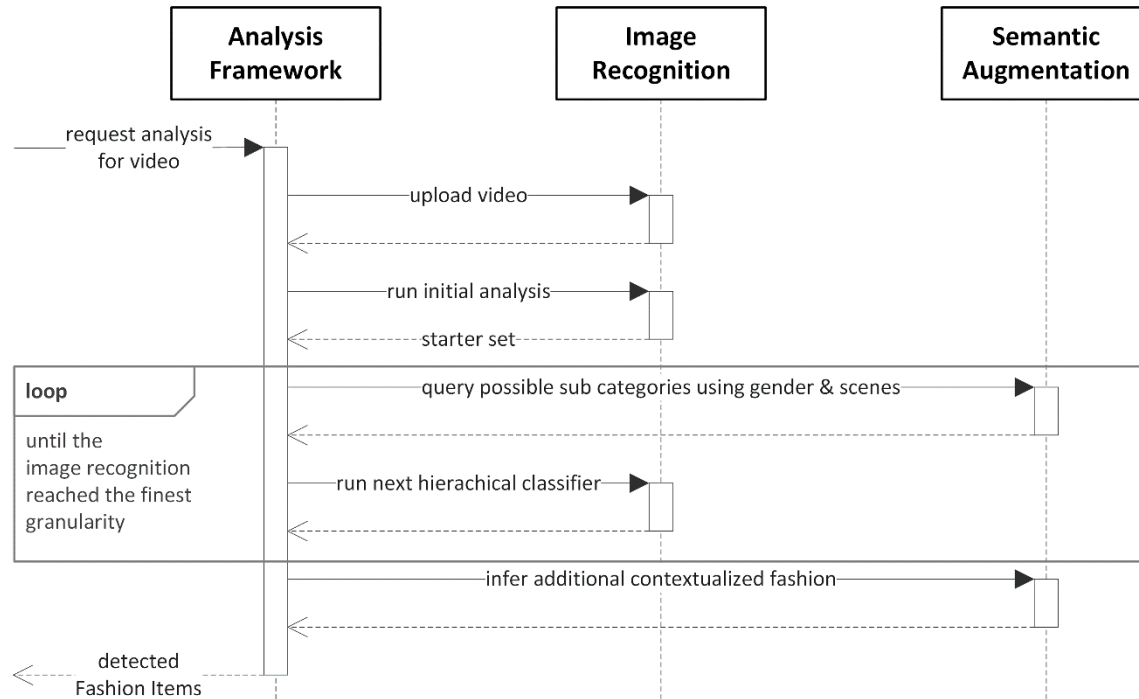 Analysis
Framework
Image
Recognition
Semantic
Augmentation
request analysis
for video
upload video
run initial analysis
starter set
loop
query possible sub categories using gender & scenes
until the
image recognition
reached the finest
granularity
run next hierachical classifier
infer additional contextualized fashion
detected
Fashion Items